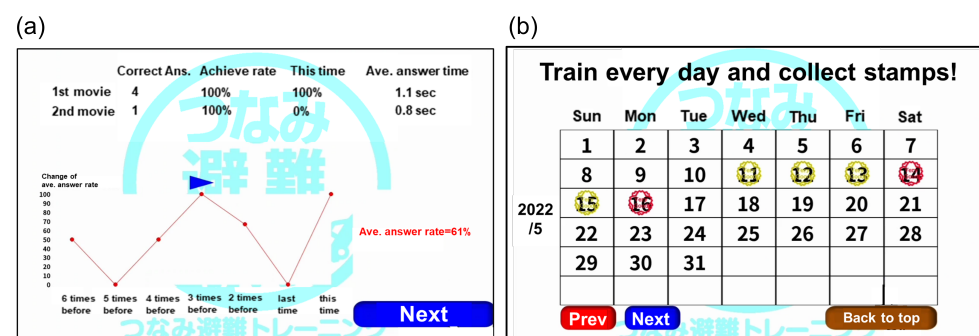 (a)
Correct Ans. Achieve rate This time Ave. answer time
1st movie 4 100% 100% 1.1 sec
2nd movie 1 100% 0% 0.8 sec
つなみ
避難
Change of
ave. answer rate
100
90
80
70
60
50
40
30
20
10
0
Ave. answer rate=61%
6 times before
5 times before
4 times before
3 times before
2 times before
last time
this time
Next
つなみ避難トレーニング
(b)
Train every day and collect stamps!
Sun Mon Tue Wed Thu Fri Sat
1 2 3 4 5 6 7
8 9 10 11 12 13 14
2022
/5
15 16 17 18 19 20 21
22 23 24 25 26 27 28
29 30 31
Prev Next Back to top